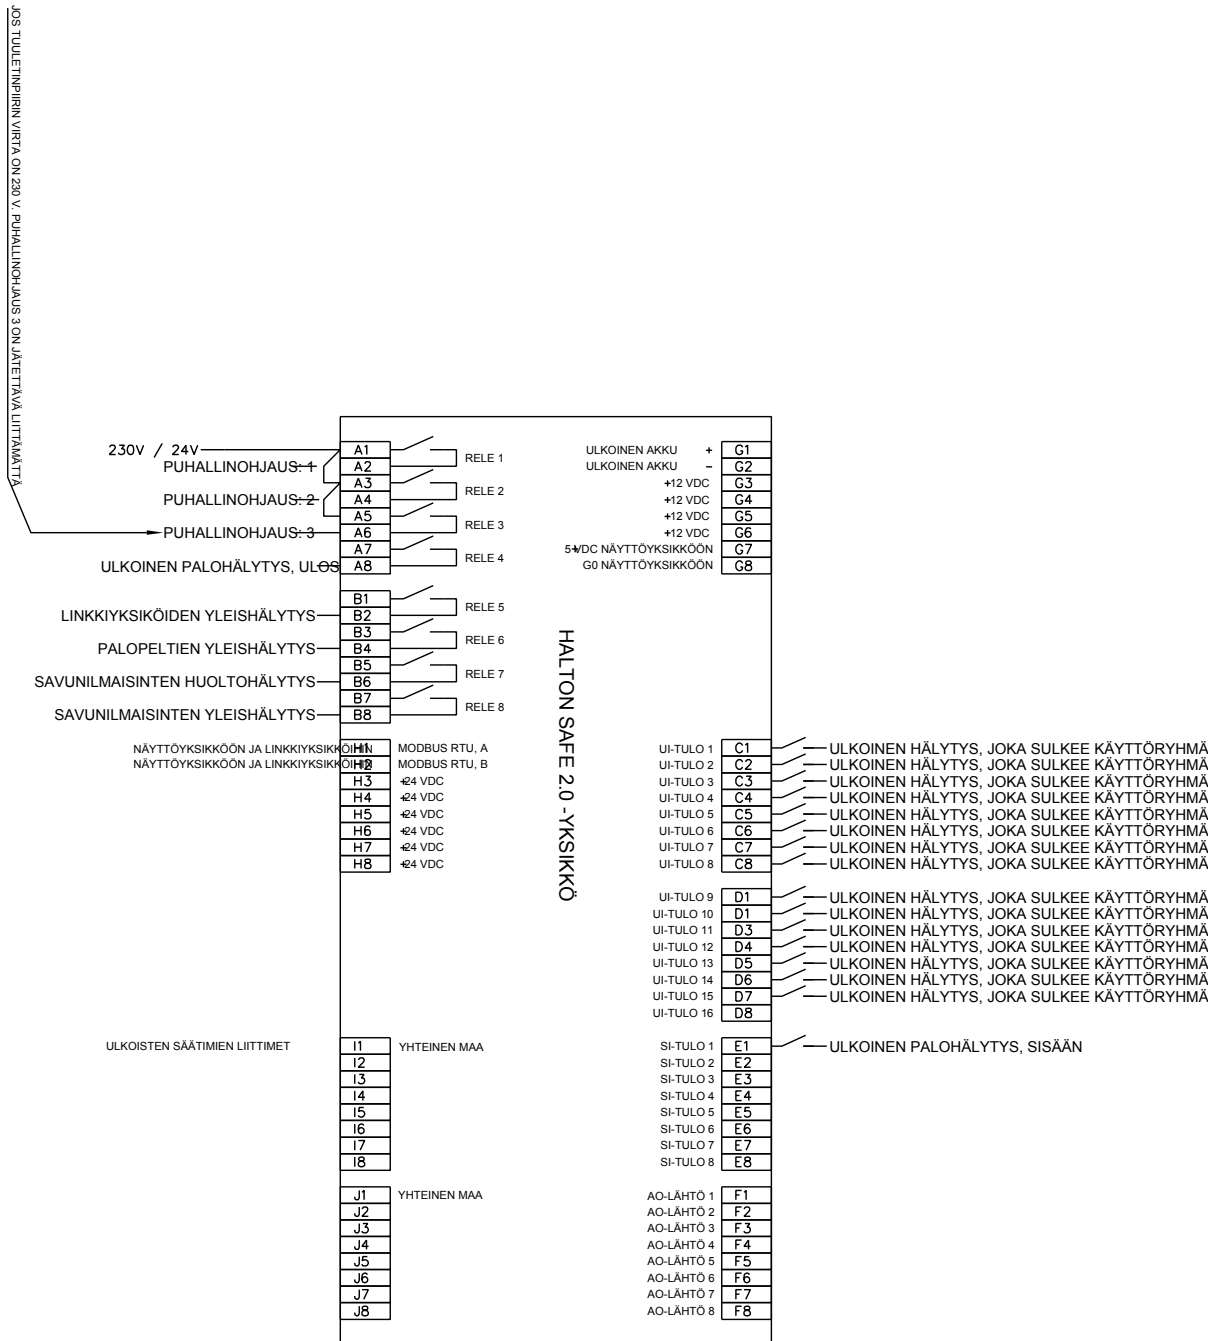 JOS TUULETINPIIRIN VIRTA ON 230 V. PUHALLINOHJAUS 3 ON JÄTETTÄVÄ LIITTÄMÄTTÄ
230V / 24V
PUHALLINOHJAUS: 1
PUHALLINOHJAUS: 2
PUHALLINOHJAUS: 3
ULKOINEN PALOHÄLYTYS, ULOS
A1
A2
A3
A4
A5
A6
A7
A8
RELE 1
RELE 2
RELE 3
RELE 4
LINKKIYKSIKÖIDEN YLEISHÄLYTYS
PALOPELTIEN YLEISHÄLYTYS
SAVUNILMAISINTEN HUOLTOHÄLYTYS
SAVUNILMAISINTEN YLEISHÄLYTYS
B1
B2
B3
B4
B5
B6
B7
B8
RELE 5
RELE 6
RELE 7
RELE 8
NÄYTTÖYKSIKKÖÖN JA LINKKIYKSIKKÖIHIN H1 MODBUS RTU, A
NÄYTTÖYKSIKKÖÖN JA LINKKIYKSIKKÖIHIN H2 MODBUS RTU, B
H3 +24 VDC
H4 +24 VDC
H5 +24 VDC
H6 +24 VDC
H7 +24 VDC
H8 +24 VDC
ULKOISTEN SÄÄTIMIEN LIITTIMET I1 YHTEINEN MAA
I2
I3
I4
I5
I6
I7
I8
J1 YHTEINEN MAA
J2
J3
J4
J5
J6
J7
J8
HALTON SAFE 2.0 -YKSIKKÖ
ULKOINEN AKKU + G1
ULKOINEN AKKU - G2
+12 VDC G3
+12 VDC G4
+12 VDC G5
+12 VDC G6
5+VDC NÄYTTÖYKSIKKÖÖN G7
G0 NÄYTTÖYKSIKKÖÖN G8
UI-TULO 1 C1 ULKOINEN HÄLYTYS, JOKA SULKEE KÄYTTÖRYHMÄ
UI-TULO 2 C2 ULKOINEN HÄLYTYS, JOKA SULKEE KÄYTTÖRYHMÄ
UI-TULO 3 C3 ULKOINEN HÄLYTYS, JOKA SULKEE KÄYTTÖRYHMÄ
UI-TULO 4 C4 ULKOINEN HÄLYTYS, JOKA SULKEE KÄYTTÖRYHMÄ
UI-TULO 5 C5 ULKOINEN HÄLYTYS, JOKA SULKEE KÄYTTÖRYHMÄ
UI-TULO 6 C6 ULKOINEN HÄLYTYS, JOKA SULKEE KÄYTTÖRYHMÄ
UI-TULO 7 C7 ULKOINEN HÄLYTYS, JOKA SULKEE KÄYTTÖRYHMÄ
UI-TULO 8 C8 ULKOINEN HÄLYTYS, JOKA SULKEE KÄYTTÖRYHMÄ
UI-TULO 9 D1 ULKOINEN HÄLYTYS, JOKA SULKEE KÄYTTÖRYHMÄ
UI-TULO 10 D1 ULKOINEN HÄLYTYS, JOKA SULKEE KÄYTTÖRYHMÄ
UI-TULO 11 D3 ULKOINEN HÄLYTYS, JOKA SULKEE KÄYTTÖRYHMÄ
UI-TULO 12 D4 ULKOINEN HÄLYTYS, JOKA SULKEE KÄYTTÖRYHMÄ
UI-TULO 13 D5 ULKOINEN HÄLYTYS, JOKA SULKEE KÄYTTÖRYHMÄ
UI-TULO 14 D6 ULKOINEN HÄLYTYS, JOKA SULKEE KÄYTTÖRYHMÄ
UI-TULO 15 D7 ULKOINEN HÄLYTYS, JOKA SULKEE KÄYTTÖRYHMÄ
UI-TULO 16 D8
SI-TULO 1 E1 ULKOINEN PALOHÄLYTYS, SISÄÄN
SI-TULO 2 E2
SI-TULO 3 E3
SI-TULO 4 E4
SI-TULO 5 E5
SI-TULO 6 E6
SI-TULO 7 E7
SI-TULO 8 E8
AO-LÄHTÖ 1 F1
AO-LÄHTÖ 2 F2
AO-LÄHTÖ 3 F3
AO-LÄHTÖ 4 F4
AO-LÄHTÖ 5 F5
AO-LÄHTÖ 6 F6
AO-LÄHTÖ 7 F7
AO-LÄHTÖ 8 F8